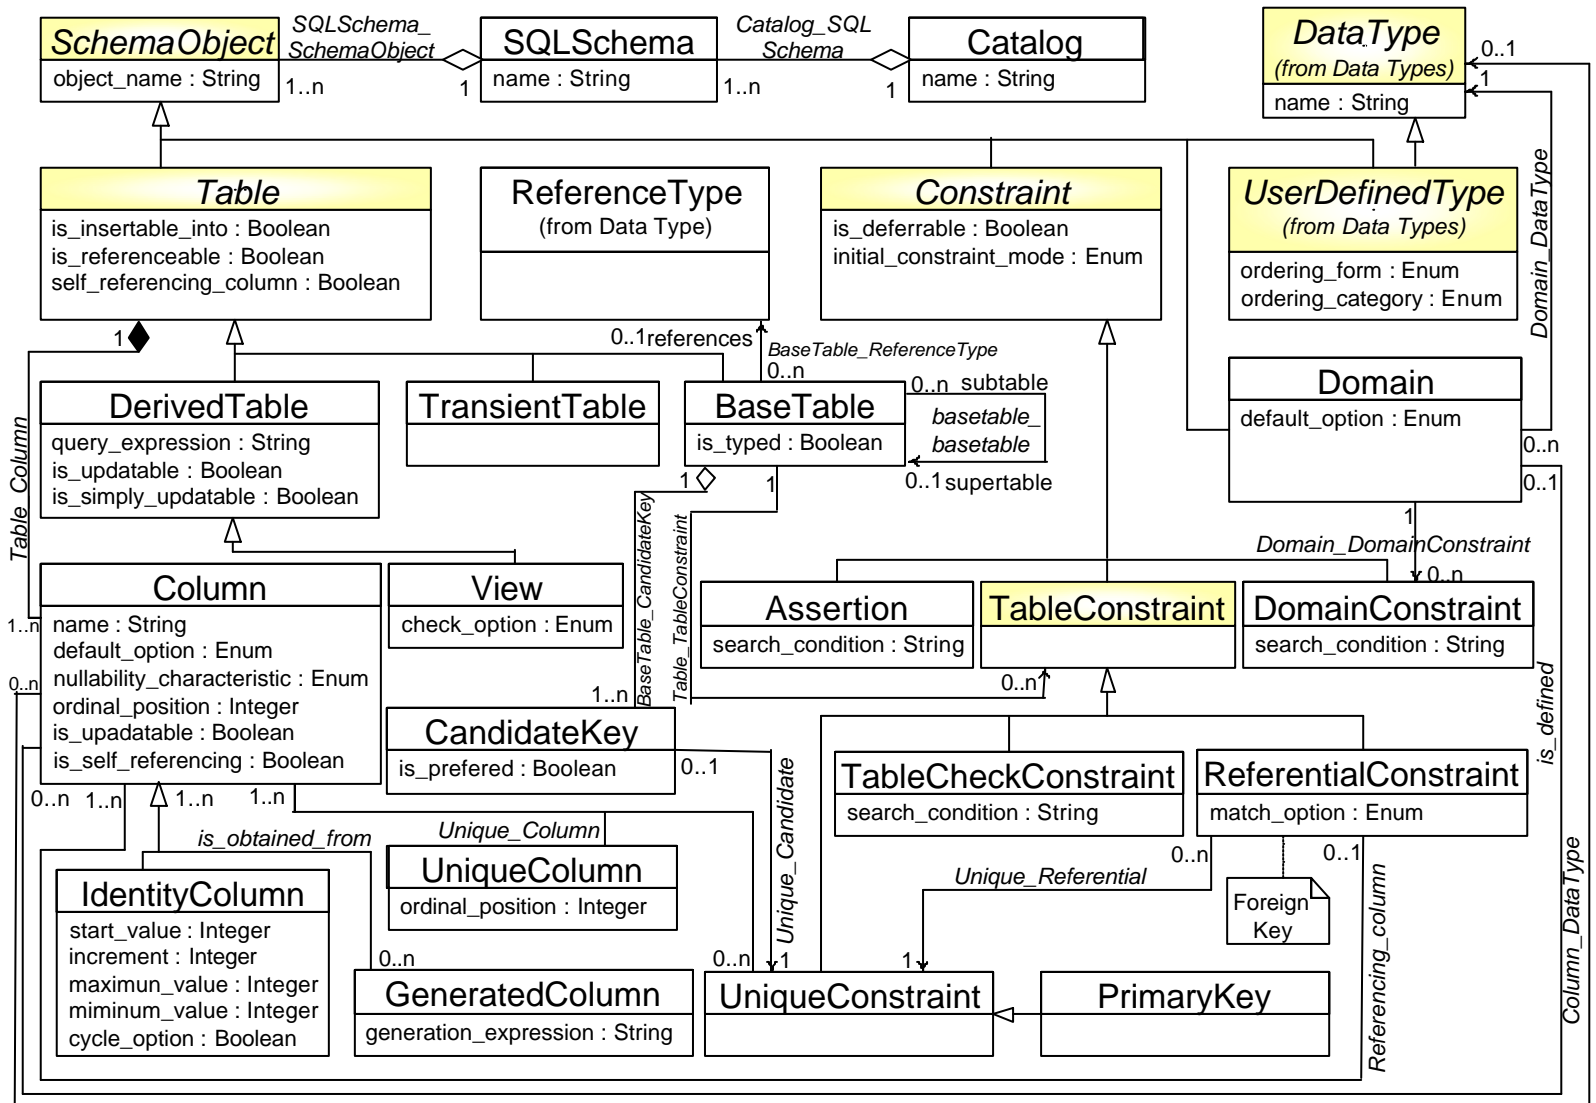 SchemaObject
object_name : String
SQLSchema_
SchemaObject
1..n
1
SQLSchema
name : String
Catalog_SQL
Schema
1..n
1
Catalog
name : String
DataType
(from Data Types)
name : String
0..1
1
Table
is_insertable_into : Boolean
is_referenceable : Boolean
self_referencing_column : Boolean
ReferenceType
(from Data Type)
Constraint
is_deferrable : Boolean
initial_constraint_mode : Enum
UserDefinedType
(from Data Types)
ordering_form : Enum
ordering_category : Enum
Domain_DataType
1
0..1
references
BaseTable_ReferenceType
0..n
DerivedTable
query_expression : String
is_updatable : Boolean
is_simply_updatable : Boolean
TransientTable
BaseTable
is_typed : Boolean
0..n
subtable
basetable_
basetable
0..1
supertable
Domain
default_option : Enum
0..n
0..1
Table_Column
1
1
BaseTable_CandidateKey
Table_TableConstraint
1
Domain_DomainConstraint
0..n
Column
name : String
default_option : Enum
nullability_characteristic : Enum
ordinal_position : Integer
is_upadatable : Boolean
is_self_referencing : Boolean
1..n
0..n
View
check_option : Enum
Assertion
search_condition : String
TableConstraint
DomainConstraint
search_condition : String
1..n
0..n
is_defined
CandidateKey
is_prefered : Boolean
0..1
TableCheckConstraint
search_condition : String
ReferentialConstraint
match_option : Enum
0..n
1..n
1..n
1..n
is_obtained_from
Unique_Column
Unique_Candidate
0..n
0..1
Unique_Referential
IdentityColumn
start_value : Integer
increment : Integer
maximun_value : Integer
miminum_value : Integer
cycle_option : Boolean
UniqueColumn
ordinal_position : Integer
Foreign
Key
Referencing_column
Column_DataType
0..n
0..n
1
1
GeneratedColumn
generation_expression : String
UniqueConstraint
PrimaryKey